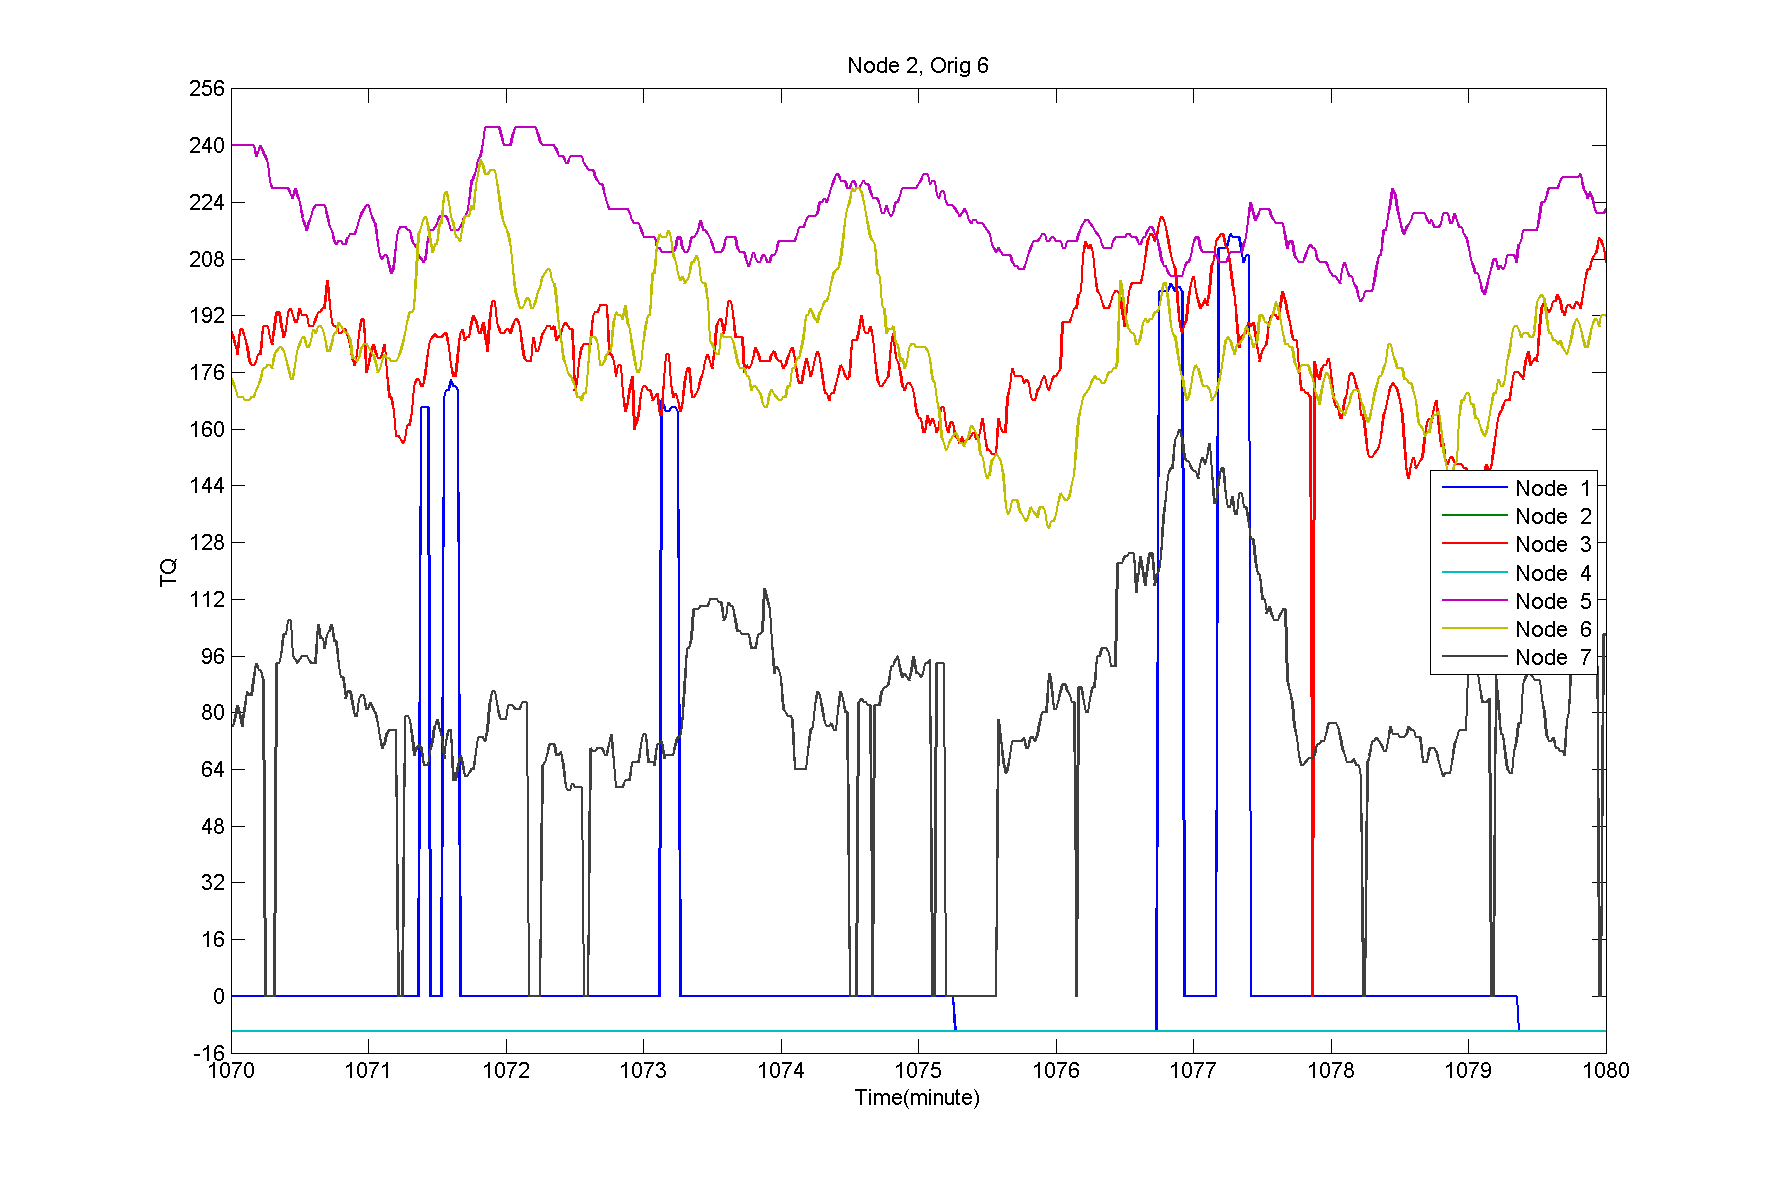 Node 2, Orig 6
256
240
224
208
192
176
160
144
128
112
96
80
64
48
32
16
0
-16
TQ
Node 1
Node 2
Node 3
Node 4
Node 5
Node 6
Node 7
1070 1071 1072 1073 1074 1075 1076 1077 1078 1079 1080
Time(minute)